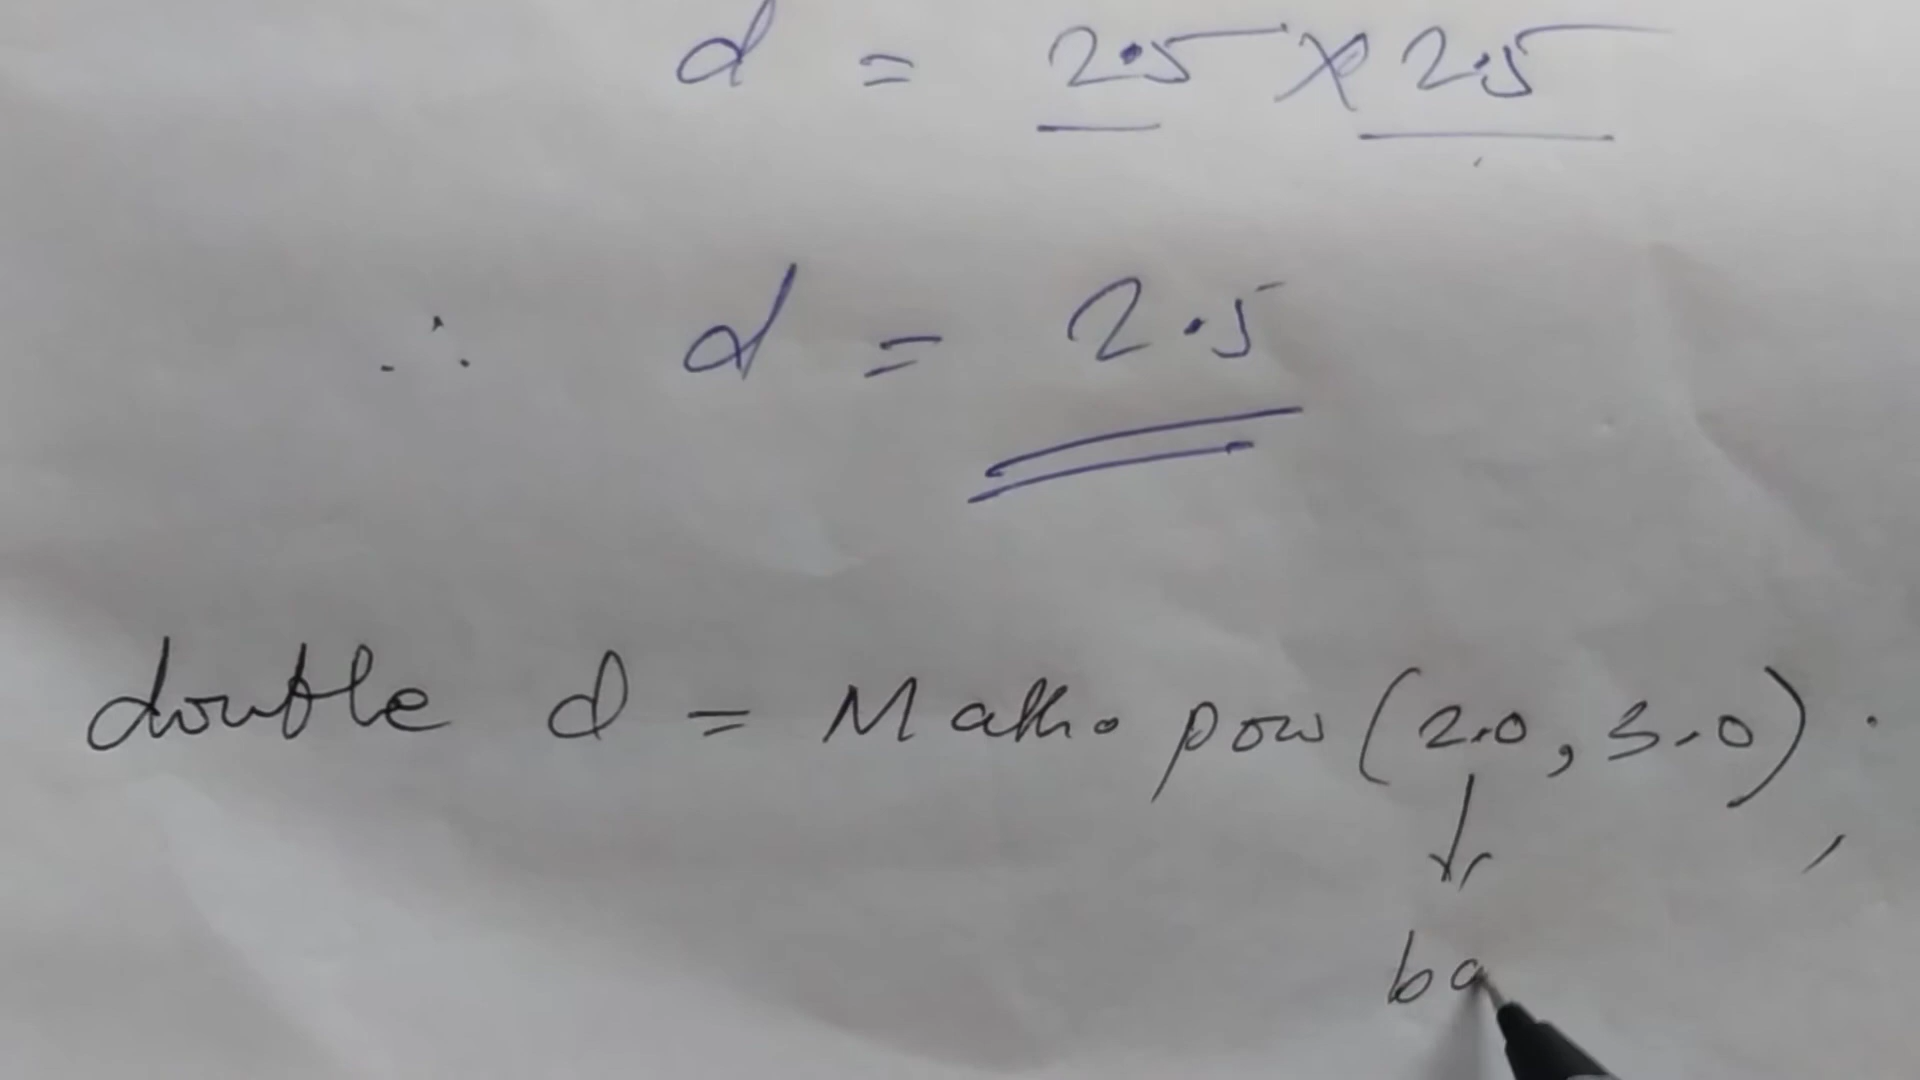 d = 2.5 × 2.5
∴ d = 2.5
double d = Math.pow(2.0, 3.0);
ba